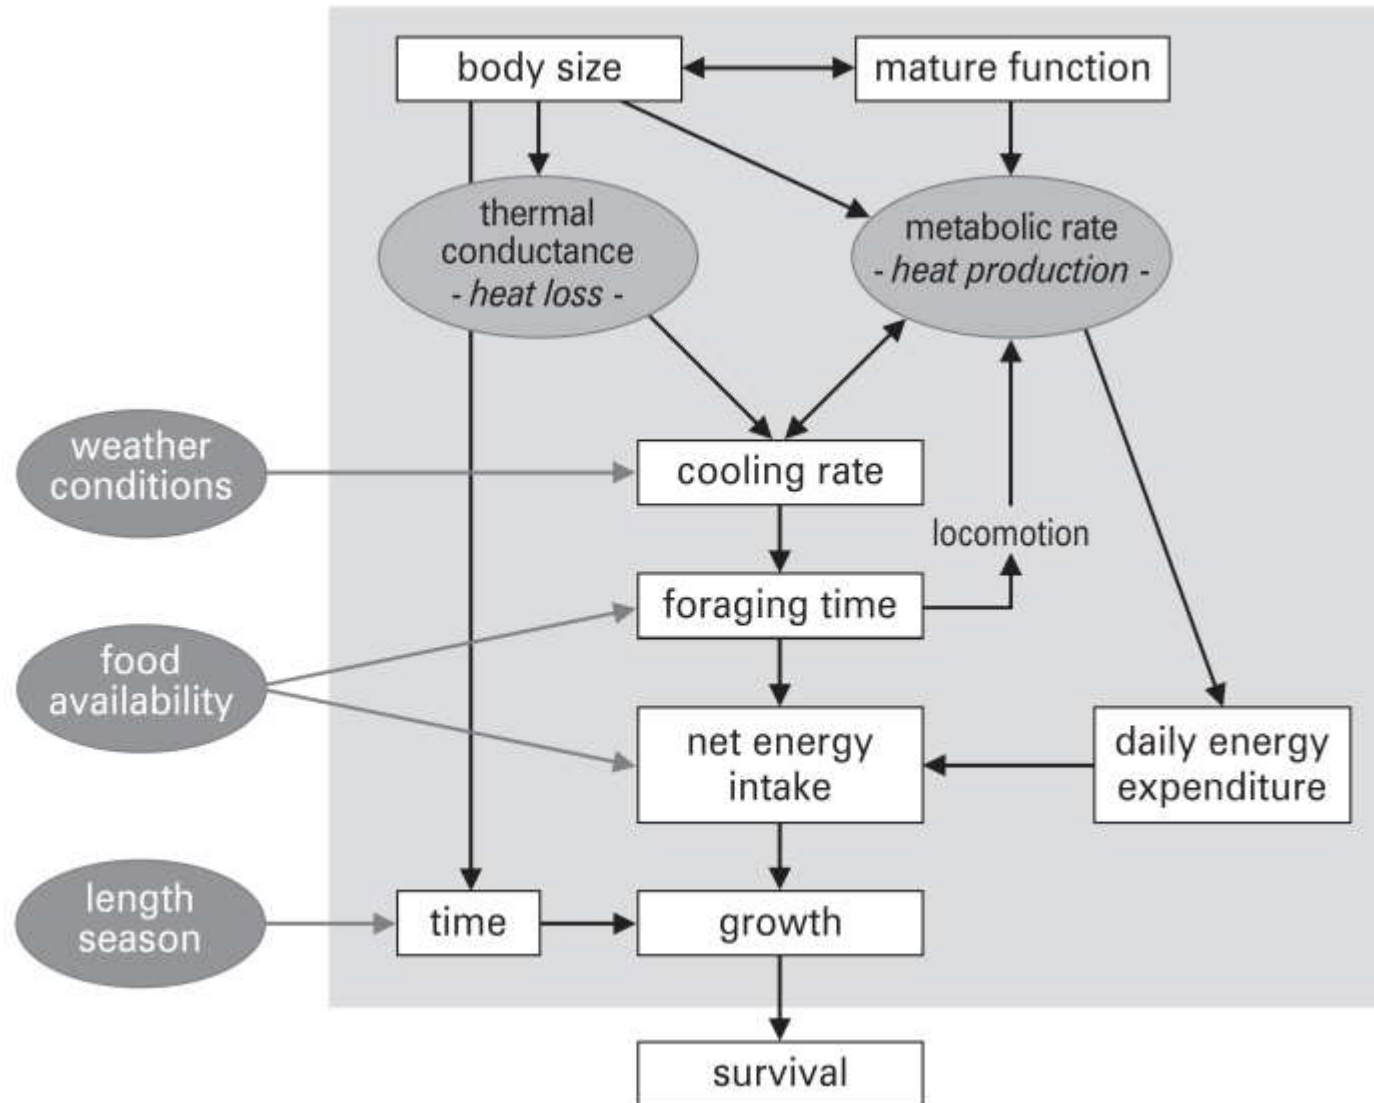 body size
mature function
thermal
conductance
- heat loss -
metabolic rate
- heat production -
weather
conditions
cooling rate
locomotion
food
availability
foraging time
net energy
intake
daily energy
expenditure
length
season
time
growth
survival